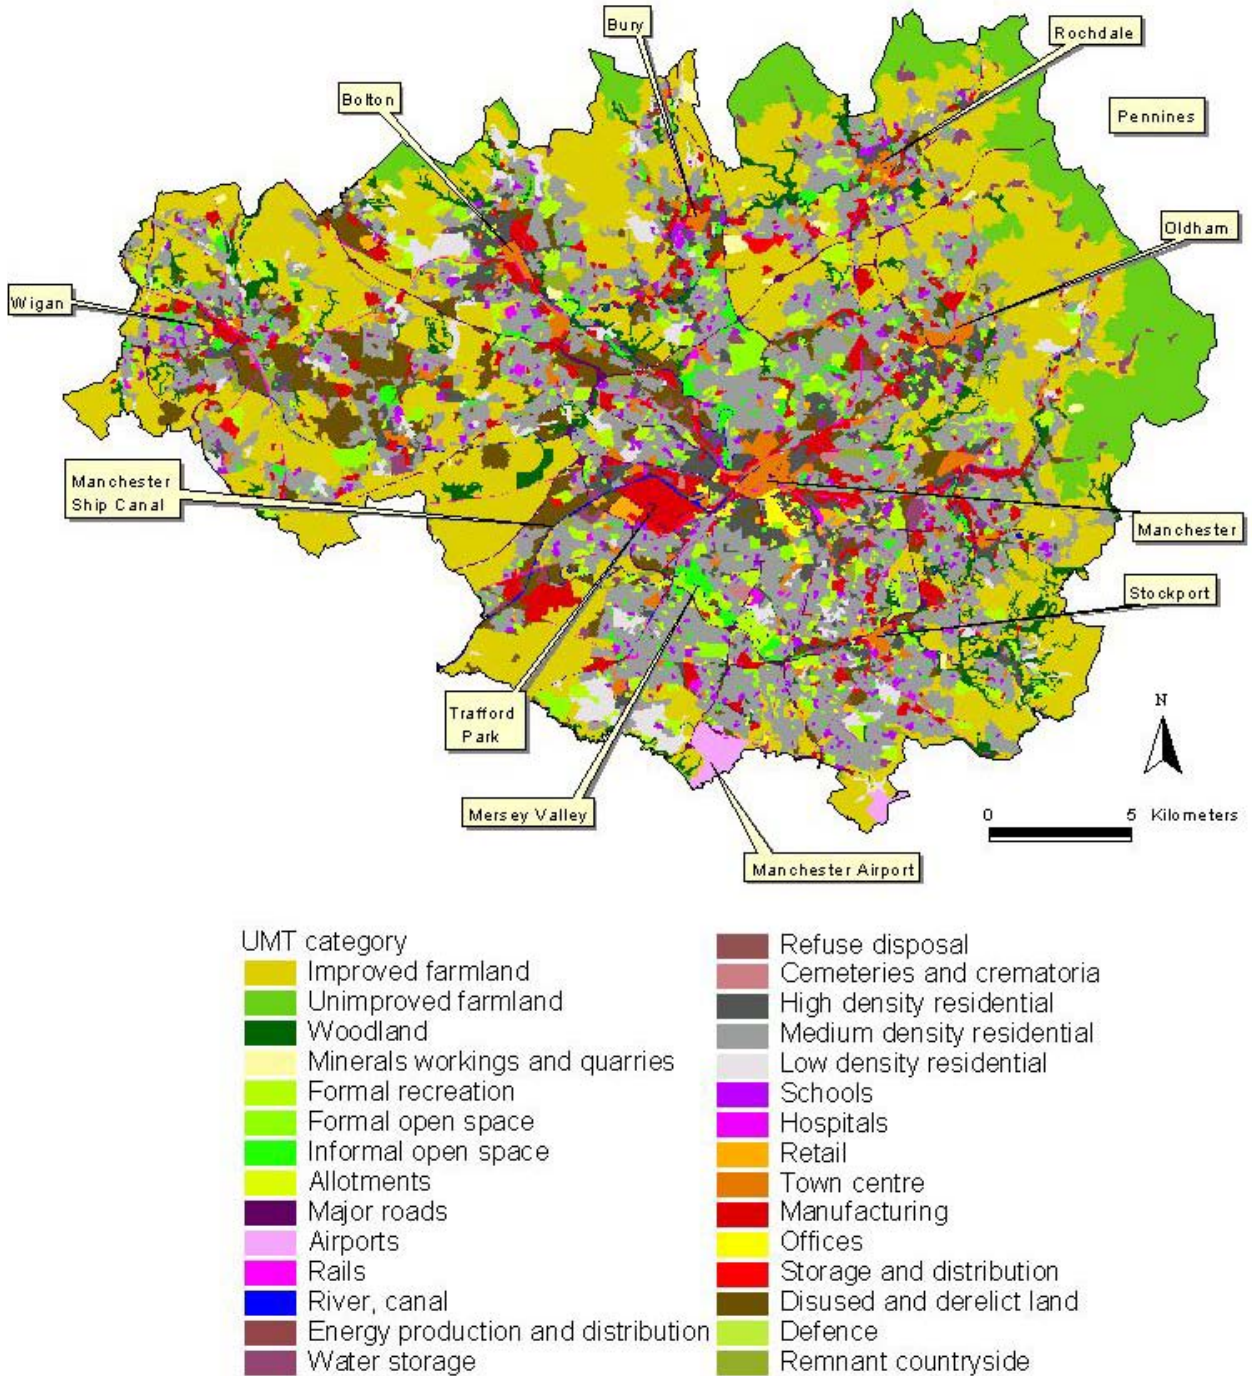 Bury
Rochdale
Bolton
Pennines
Oldham
Wigan
Manchester
Ship Canal
Manchester
Stockport
Trafford
Park
N
Mersey Valley
0 5 Kilometers
Manchester Airport
UMT category
Improved farmland
Unimproved farmland
Woodland
Minerals workings and quarries
Formal recreation
Formal open space
Informal open space
Allotments
Major roads
Airports
Rails
River, canal
Energy production and distribution
Water storage
Refuse disposal
Cemeteries and crematoria
High density residential
Medium density residential
Low density residential
Schools
Hospitals
Retail
Town centre
Manufacturing
Offices
Storage and distribution
Disused and derelict land
Defence
Remnant countryside